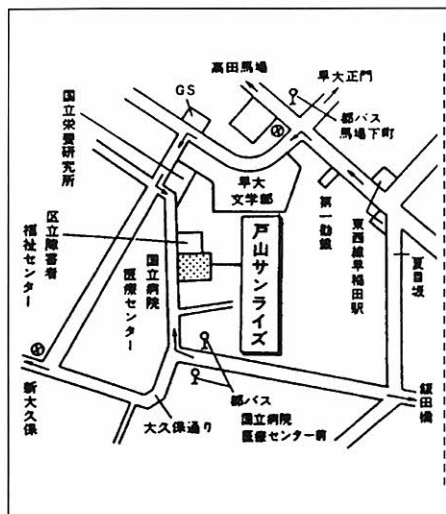 高田馬場
早大正門
GS
都バス
馬場下町
国立栄養研究所
早大
文学部
第一勧銀
東西線早稲田駅
区立障害者
福祉センター
国立病院
医療センター
戸山サンライズ
夏目坂
新大久保
大久保通り
都バス
国立病院
医療センター前
飯田橋